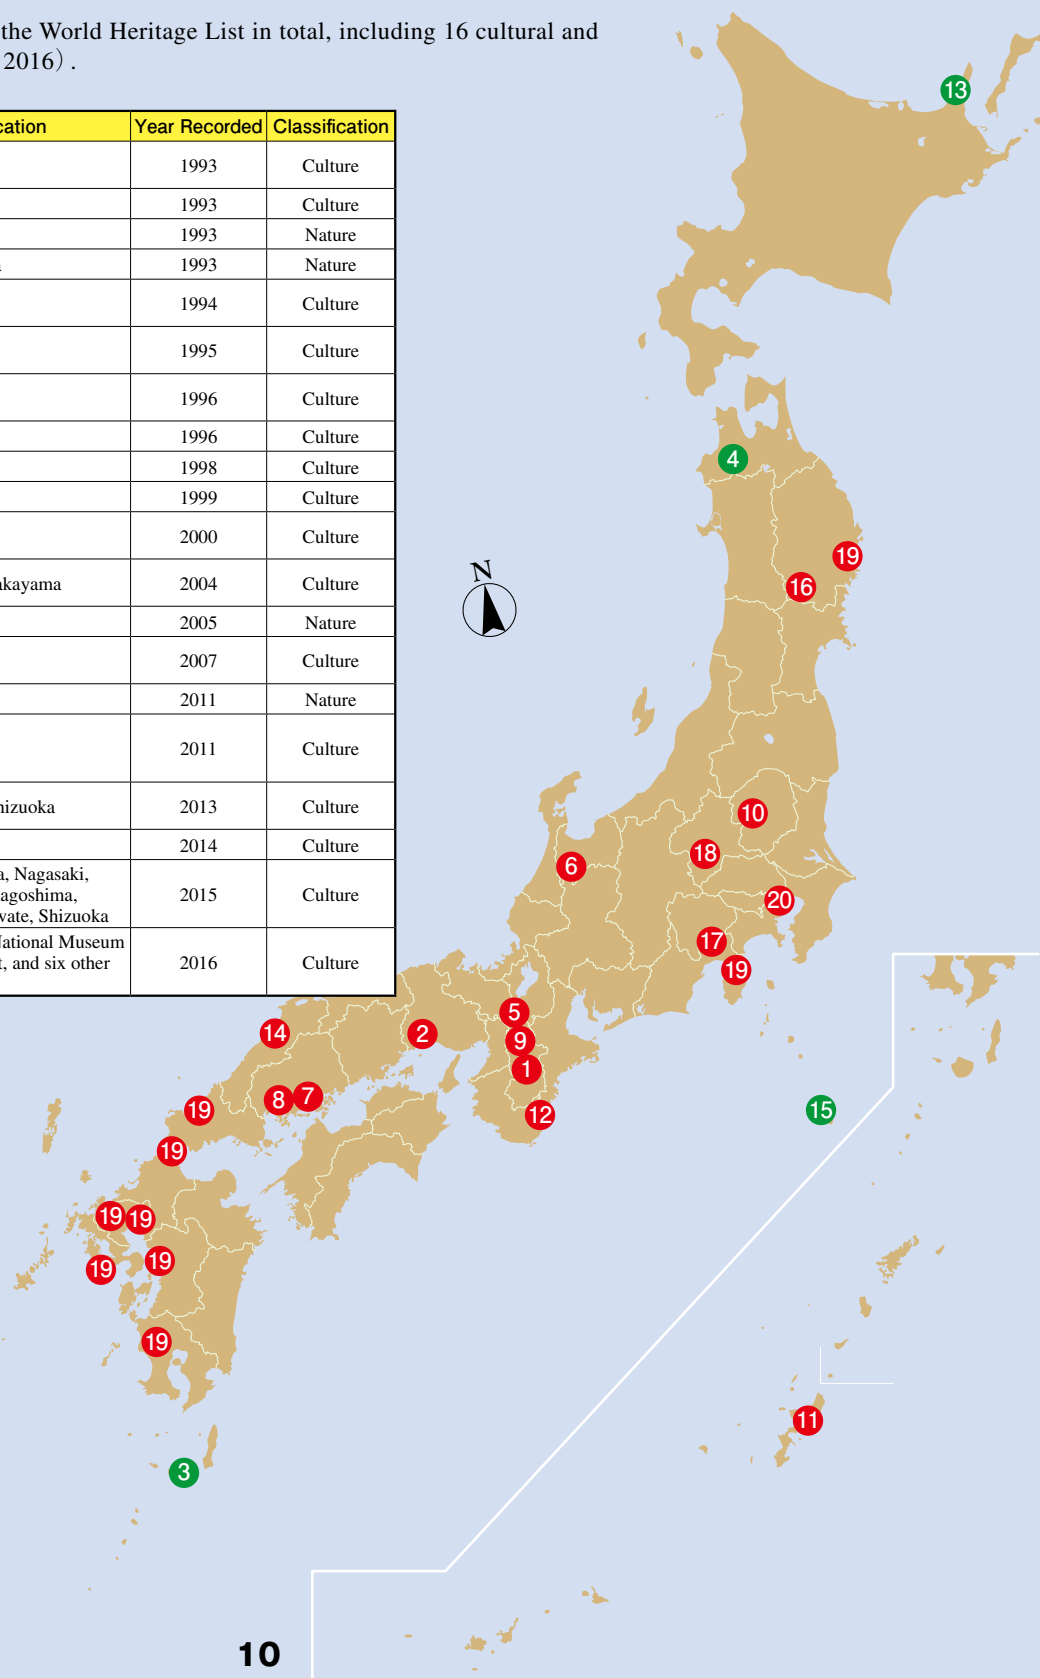 the World Heritage List in total, including 16 cultural and
2016）.
cation Year Recorded Classification
1993 Culture
1993 Culture
1993 Nature
1993 Nature
1994 Culture
1995 Culture
1996 Culture
1996 Culture
1998 Culture
1999 Culture
2000 Culture
akayama 2004 Culture
2005 Nature
2007 Culture
2011 Nature
2011 Culture
hizuoka 2013 Culture
2014 Culture
a, Nagasaki,
agoshima, 2015 Culture
wate, Shizuoka
National Museum
t, and six other 2016 Culture
N
13
4
19
16
10
18
6
20
17
19
5
14
2
9
1
8
7
12
19
15
19
19
19
19
19
19
11
3
10